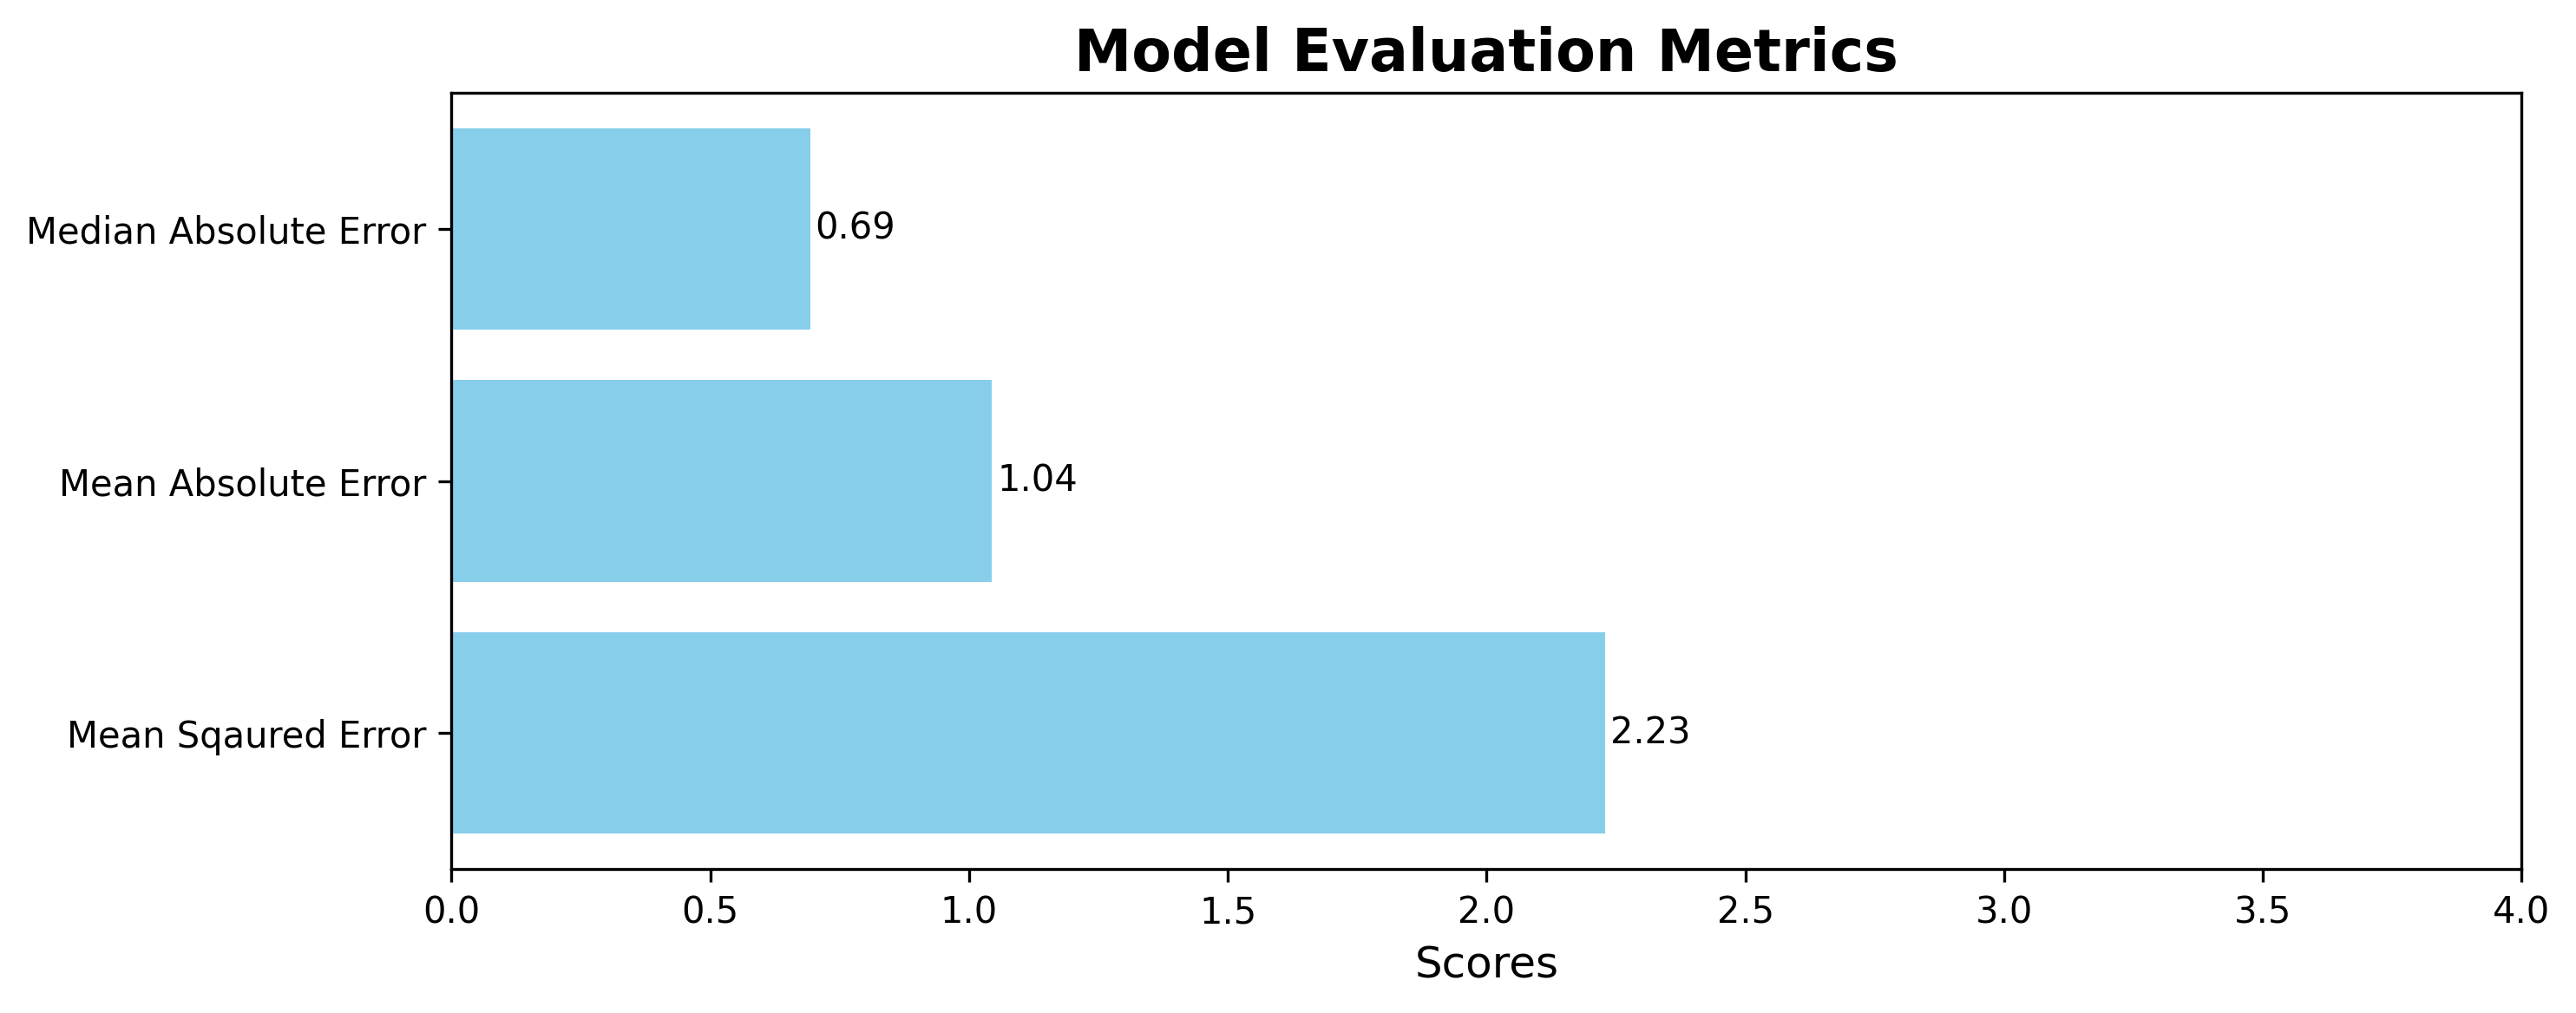 Model Evaluation Metrics
Median Absolute Error
0.69
Mean Absolute Error
1.04
Mean Sqaured Error
2.23
0.0 0.5 1.0 1.5 2.0 2.5 3.0 3.5 4.0
Scores